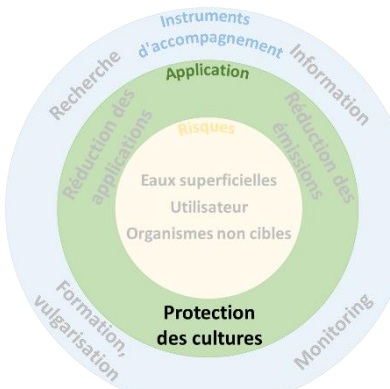 Instruments
d'accompagnement
Recherche
Information
Application
Réduction des
applications
Réduction des
émissions
Risques
Eaux superficielles
Utilisateur
Organismes non cibles
Protection
des cultures
Formation,
vulgarisation
Monitoring